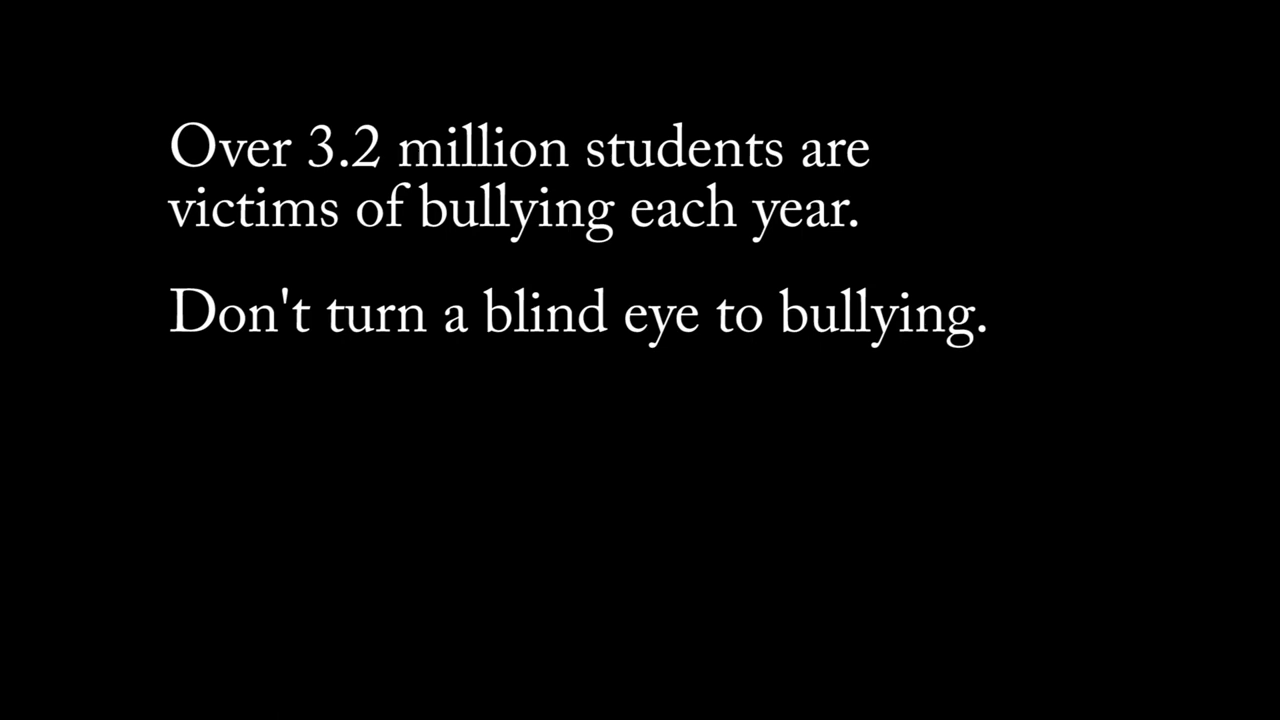 Over 3.2 million students are
victims of bullying each year.
Don't turn a blind eye to bullying.